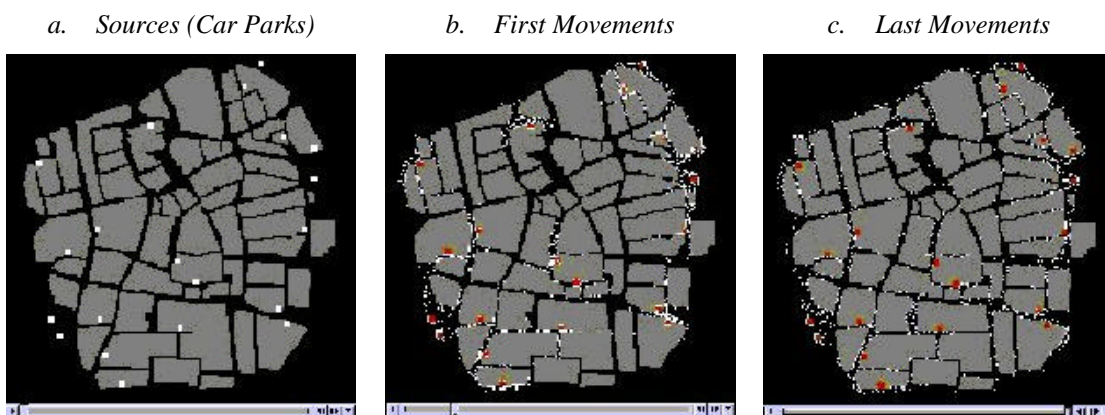 a. Sources (Car Parks)
b. First Movements
c. Last Movements